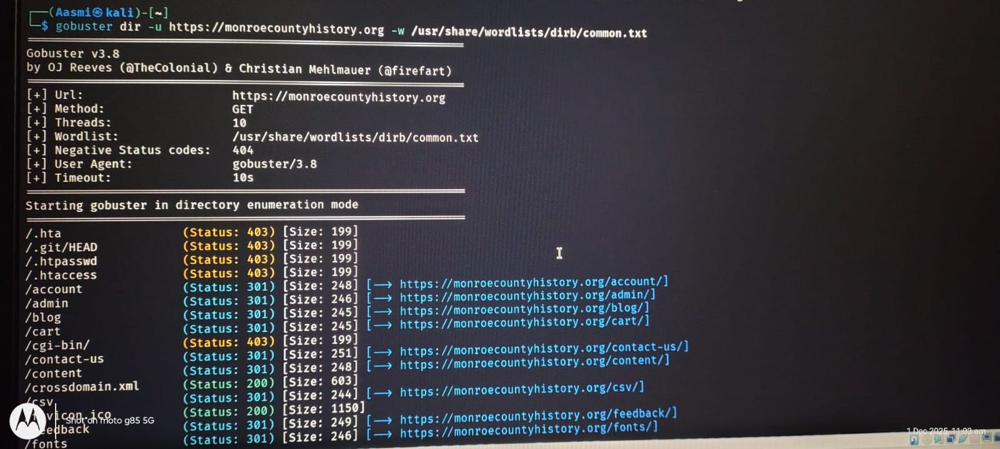 ┌──(Aasmi㉿kali)-[~]
└─$ gobuster dir -u https://monroecountyhistory.org -w /usr/share/wordlists/dirb/common.txt
Gobuster v3.8
by OJ Reeves (@TheColonial) & Christian Mehlmauer (@firefart)
[+] Url: https://monroecountyhistory.org
[+] Method: GET
[+] Threads: 10
[+] Wordlist: /usr/share/wordlists/dirb/common.txt
[+] Negative Status codes: 404
[+] User Agent: gobuster/3.8
[+] Timeout: 10s
Starting gobuster in directory enumeration mode
/.hta (Status: 403) [Size: 199]
/.git/HEAD (Status: 403) [Size: 199]
/.htpasswd (Status: 403) [Size: 199]
/.htaccess (Status: 403) [Size: 199]
/account (Status: 301) [Size: 248] [--> https://monroecountyhistory.org/account/]
/admin (Status: 301) [Size: 246] [--> https://monroecountyhistory.org/admin/]
/blog (Status: 301) [Size: 245] [--> https://monroecountyhistory.org/blog/]
/cart (Status: 301) [Size: 245] [--> https://monroecountyhistory.org/cart/]
/cgi-bin/ (Status: 403) [Size: 199]
/contact-us (Status: 301) [Size: 251] [--> https://monroecountyhistory.org/contact-us/]
/content (Status: 301) [Size: 248] [--> https://monroecountyhistory.org/content/]
/crossdomain.xml (Status: 200) [Size: 603]
/csv (Status: 301) [Size: 244] [--> https://monroecountyhistory.org/csv/]
vicon.ico (Status: 200) [Size: 1150]
eedback (Status: 301) [Size: 249] [--> https://monroecountyhistory.org/feedback/]
/fonts (Status: 301) [Size: 246] [--> https://monroecountyhistory.org/fonts/]
Shot on moto g85 5G
1 Dec 2025, 11:03 am